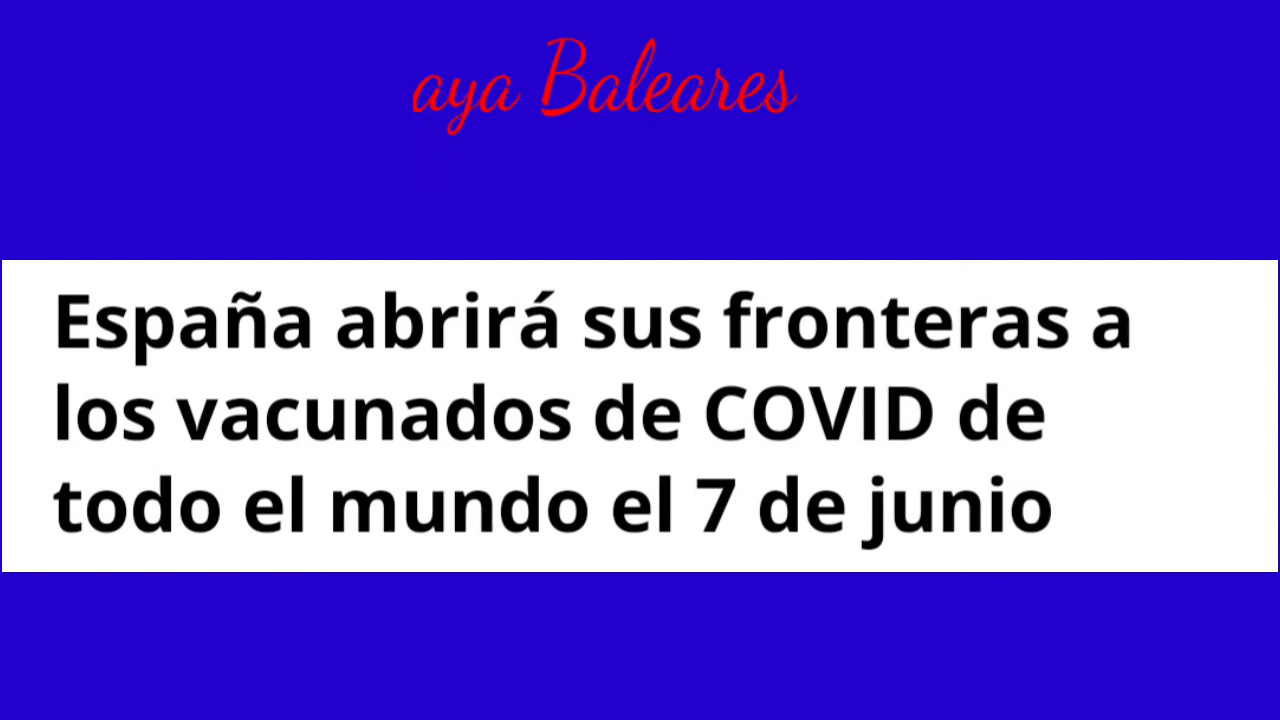 aya Baleares
España abrirá sus fronteras a
los vacunados de COVID de
todo el mundo el 7 de junio